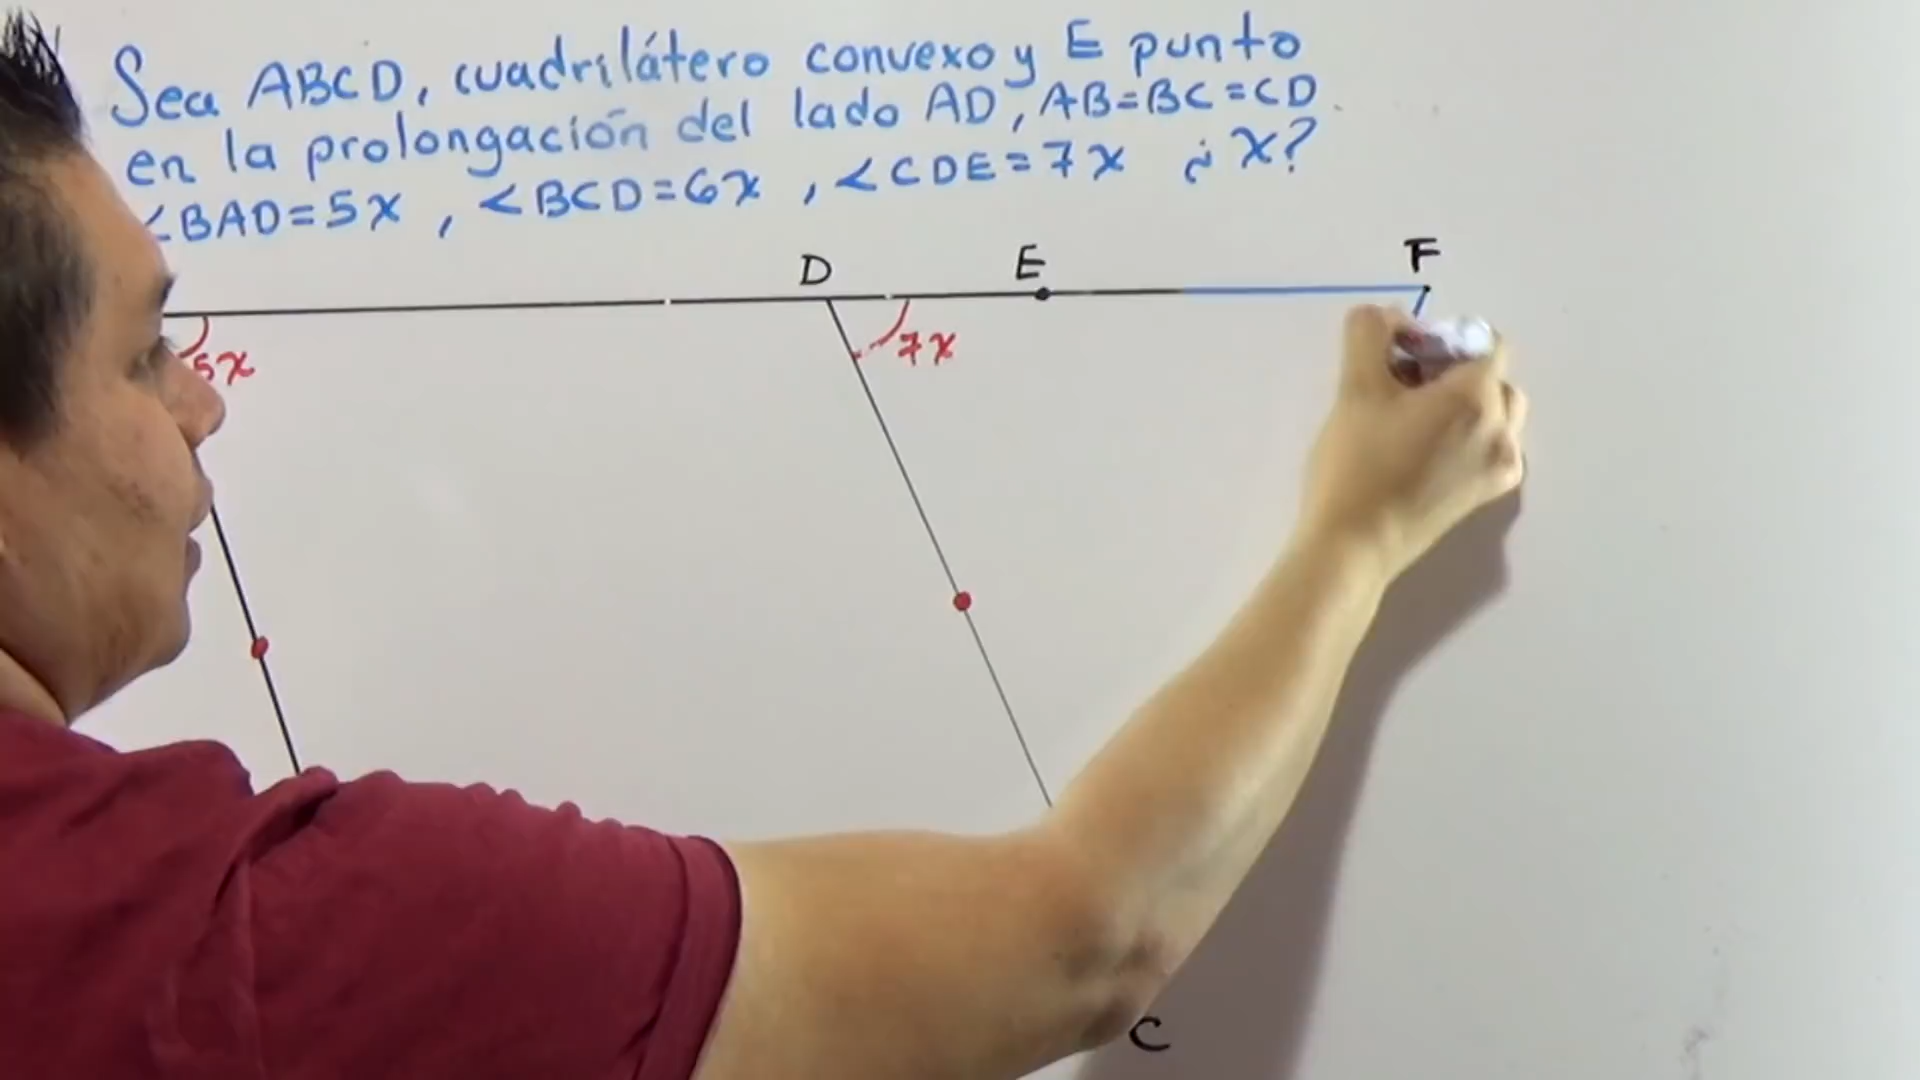 Sea ABCD, cuadrilátero convexo y E punto
en la prolongación del lado AD, AB=BC=CD.
∠BAD=5x, ∠BCD=6x, ∠CDE=7x ¿x?
D
E
F
5x
7x
C